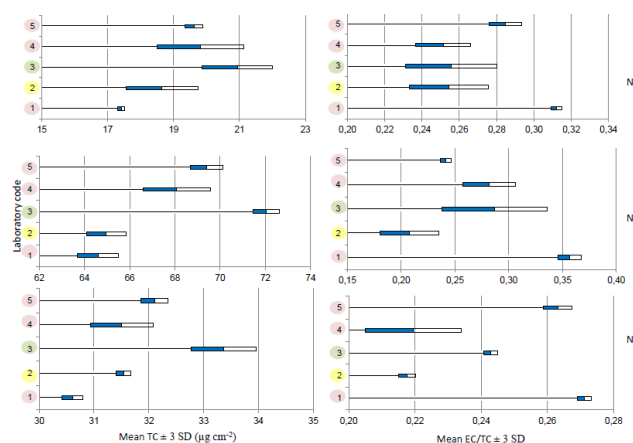 5
4
3
2
1
15 17 19 21 23
5
4
3
2
1
0,20 0,22 0,24 0,26 0,28 0,30 0,32 0,34
N
Laboratory code
5
4
3
2
1
62 64 66 68 70 72 74
5
4
3
2
1
0,15 0,20 0,25 0,30 0,35 0,40
N
5
4
3
2
1
30 31 32 33 34 35
Mean TC ± 3 SD (µg cm-2)
5
4
3
2
1
0,20 0,22 0,24 0,26 0,28
N
Mean EC/TC ± 3 SD